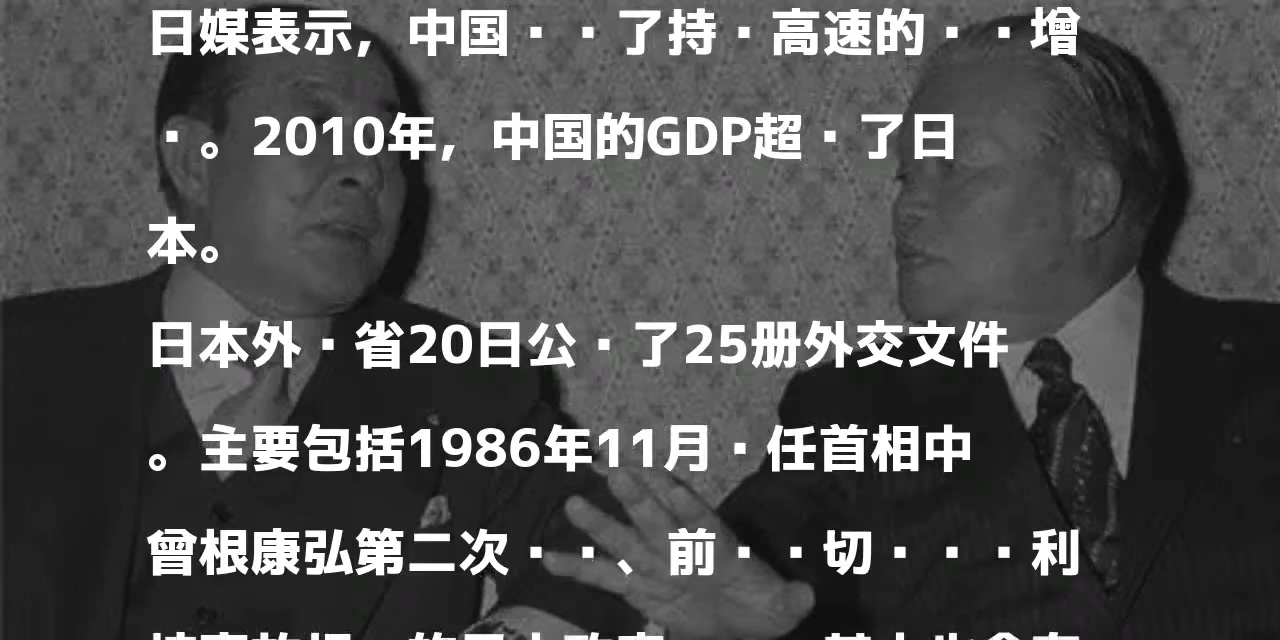 日媒表示，中国··了持·高速的··增
·。2010年，中国的GDP超·了日
本。
日本外·省20日公·了25册外交文件
。主要包括1986年11月·任首相中
曾根康弘第二次··、前··切···利